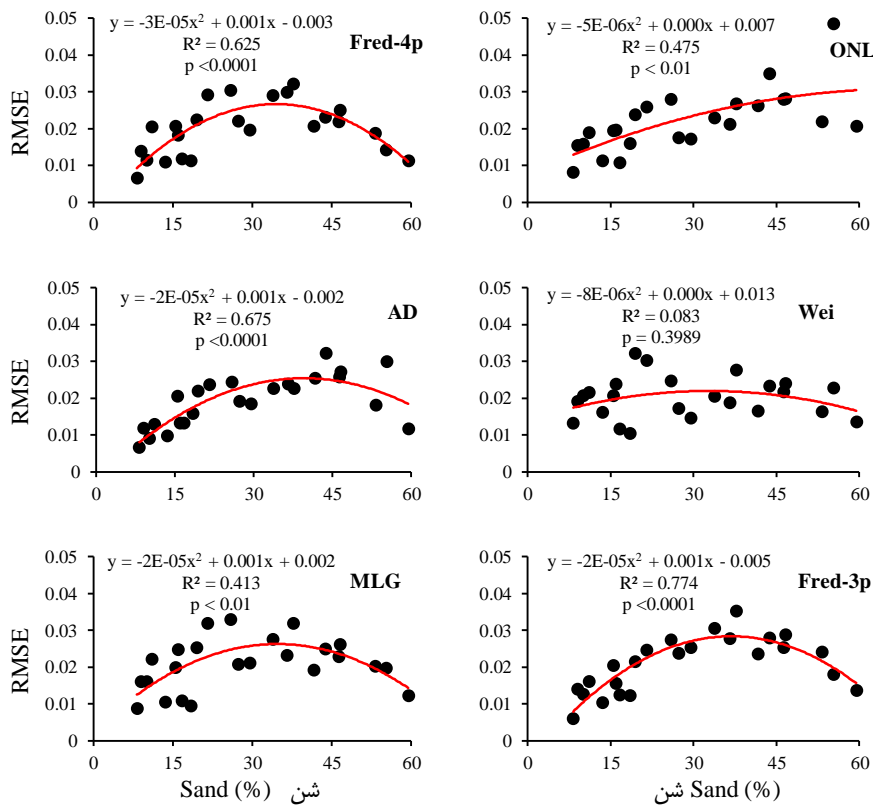 y = -3E-05x² + 0.001x - 0.003
R² = 0.625
p <0.0001
Fred-4p
RMSE
0.05
0.04
0.03
0.02
0.01
0
0 15 30 45 60
y = -5E-06x² + 0.000x + 0.007
R² = 0.475
p < 0.01
ONL
0.05
0.04
0.03
0.02
0.01
0
0 15 30 45 60
y = -2E-05x² + 0.001x - 0.002
R² = 0.675
p <0.0001
AD
RMSE
0.05
0.04
0.03
0.02
0.01
0
0 15 30 45 60
y = -8E-06x² + 0.000x + 0.013
R² = 0.083
p = 0.3989
Wei
0.05
0.04
0.03
0.02
0.01
0
0 15 30 45 60
y = -2E-05x² + 0.001x + 0.002
R² = 0.413
p < 0.01
MLG
RMSE
0.05
0.04
0.03
0.02
0.01
0
0 15 30 45 60
Sand (%) شن
y = -2E-05x² + 0.001x - 0.005
R² = 0.774
p <0.0001
Fred-3p
0.05
0.04
0.03
0.02
0.01
0
0 15 30 45 60
شن Sand (%)